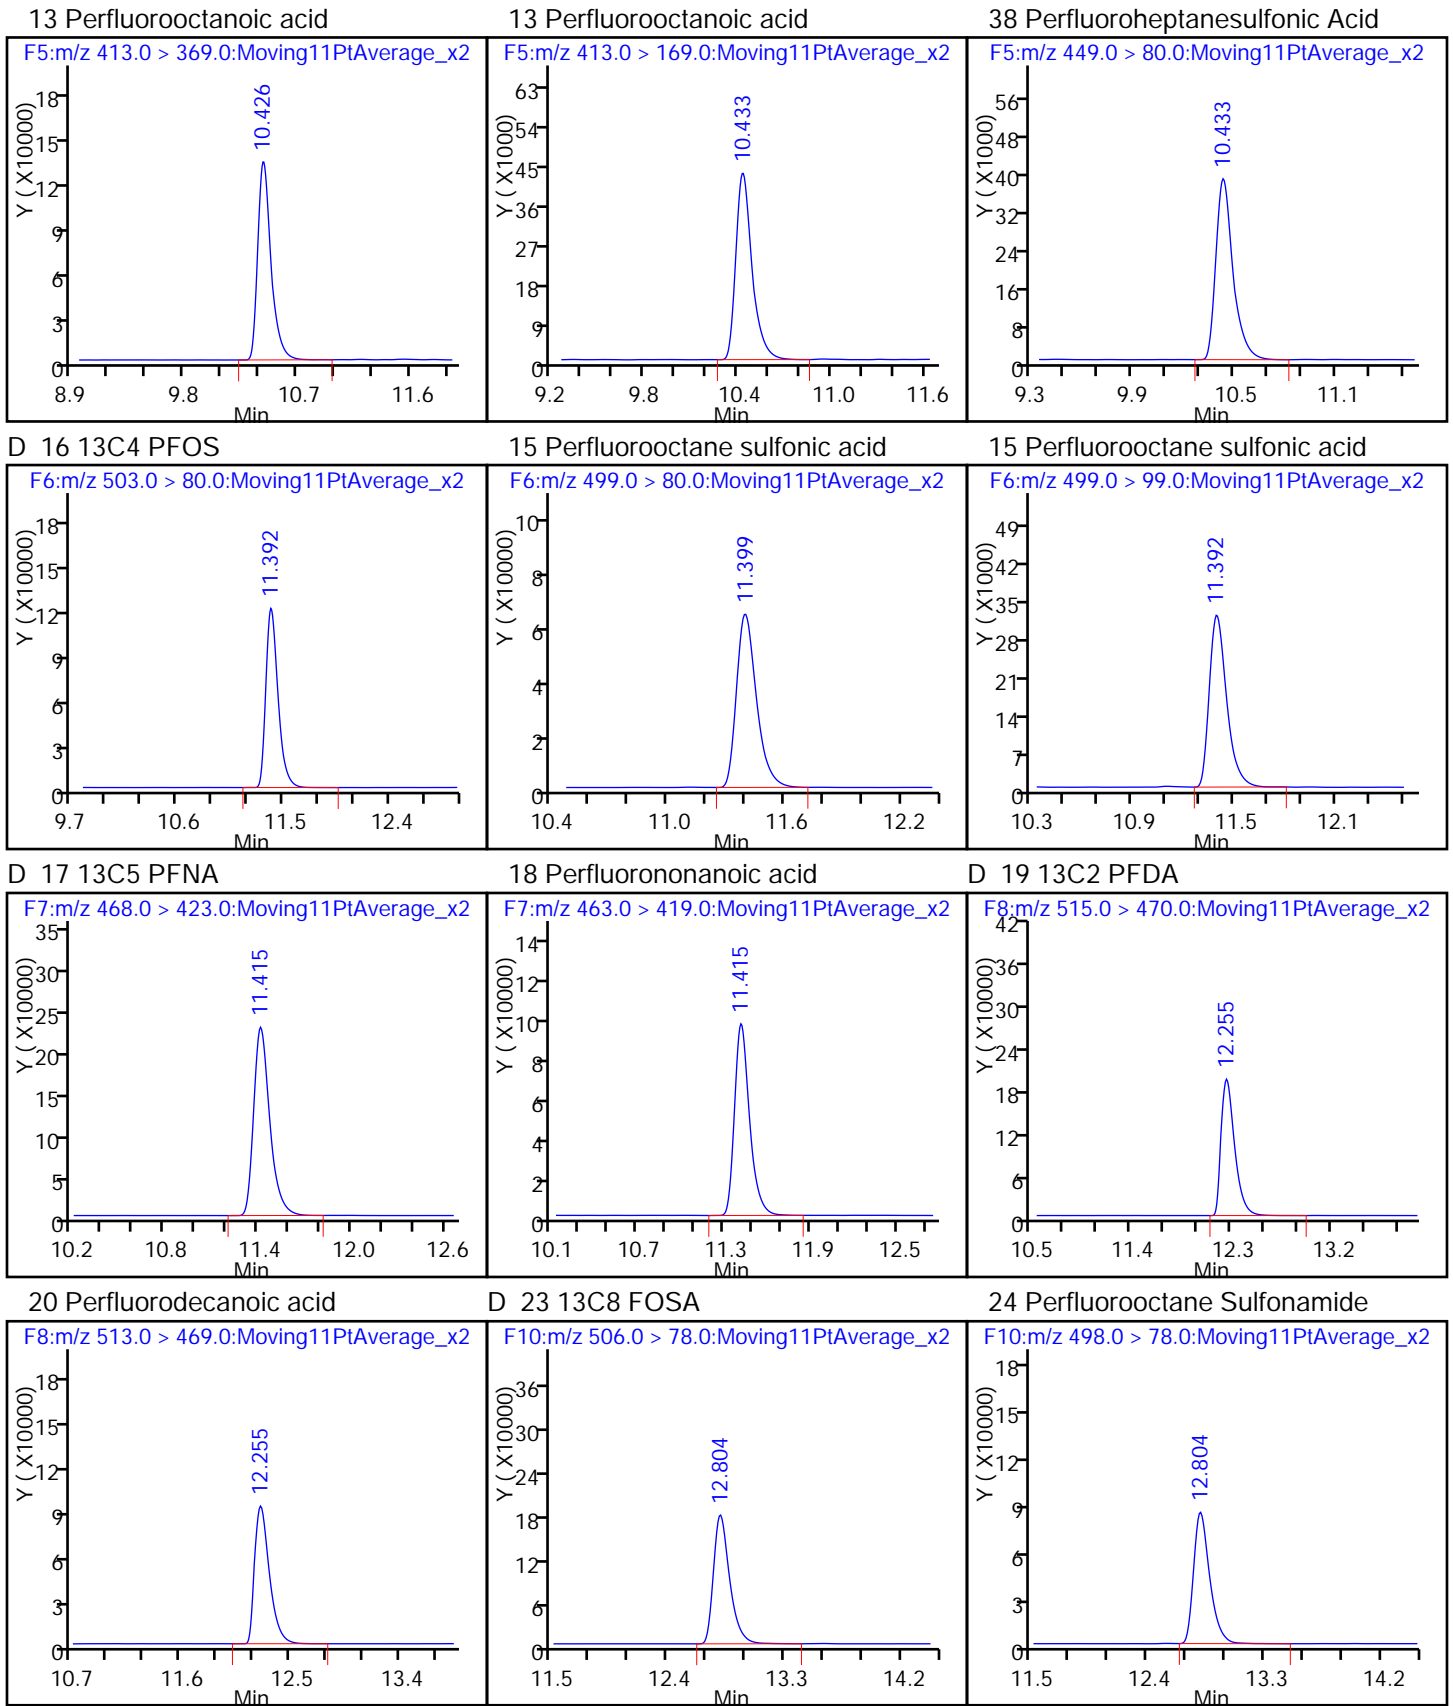 13 Perfluorooctanoic acid
F5:m/z 413.0 > 369.0:Moving11PtAverage_x2
Y ( X10000)
18
15
12
9
6
3
0
10.426
8.9 9.8 10.7 11.6
Min
13 Perfluorooctanoic acid
F5:m/z 413.0 > 169.0:Moving11PtAverage_x2
Y ( X1000)
63
54
45
36
27
18
9
0
10.433
9.2 9.8 10.4 11.0 11.6
Min
38 Perfluoroheptanesulfonic Acid
F5:m/z 449.0 > 80.0:Moving11PtAverage_x2
Y ( X1000)
56
48
40
32
24
16
8
0
10.433
9.3 9.9 10.5 11.1
Min
D 16 13C4 PFOS
F6:m/z 503.0 > 80.0:Moving11PtAverage_x2
Y ( X10000)
18
15
12
9
6
3
0
11.392
9.7 10.6 11.5 12.4
Min
15 Perfluorooctane sulfonic acid
F6:m/z 499.0 > 80.0:Moving11PtAverage_x2
Y ( X10000)
10
8
6
4
2
0
11.399
10.4 11.0 11.6 12.2
Min
15 Perfluorooctane sulfonic acid
F6:m/z 499.0 > 99.0:Moving11PtAverage_x2
Y ( X1000)
49
42
35
28
21
14
7
0
11.392
10.3 10.9 11.5 12.1
Min
D 17 13C5 PFNA
F7:m/z 468.0 > 423.0:Moving11PtAverage_x2
Y ( X10000)
35
30
25
20
15
10
5
0
11.415
10.2 10.8 11.4 12.0 12.6
Min
18 Perfluorononanoic acid
F7:m/z 463.0 > 419.0:Moving11PtAverage_x2
Y ( X10000)
14
12
10
8
6
4
2
0
11.415
10.1 10.7 11.3 11.9 12.5
Min
D 19 13C2 PFDA
F8:m/z 515.0 > 470.0:Moving11PtAverage_x2
Y ( X10000)
42
36
30
24
18
12
6
0
12.255
10.5 11.4 12.3 13.2
Min
20 Perfluorodecanoic acid
F8:m/z 513.0 > 469.0:Moving11PtAverage_x2
Y ( X10000)
18
15
12
9
6
3
0
12.255
10.7 11.6 12.5 13.4
Min
D 23 13C8 FOSA
F10:m/z 506.0 > 78.0:Moving11PtAverage_x2
Y ( X10000)
36
30
24
18
12
6
0
12.804
11.5 12.4 13.3 14.2
Min
24 Perfluorooctane Sulfonamide
F10:m/z 498.0 > 78.0:Moving11PtAverage_x2
Y ( X10000)
18
15
12
9
6
3
0
12.804
11.5 12.4 13.3 14.2
Min